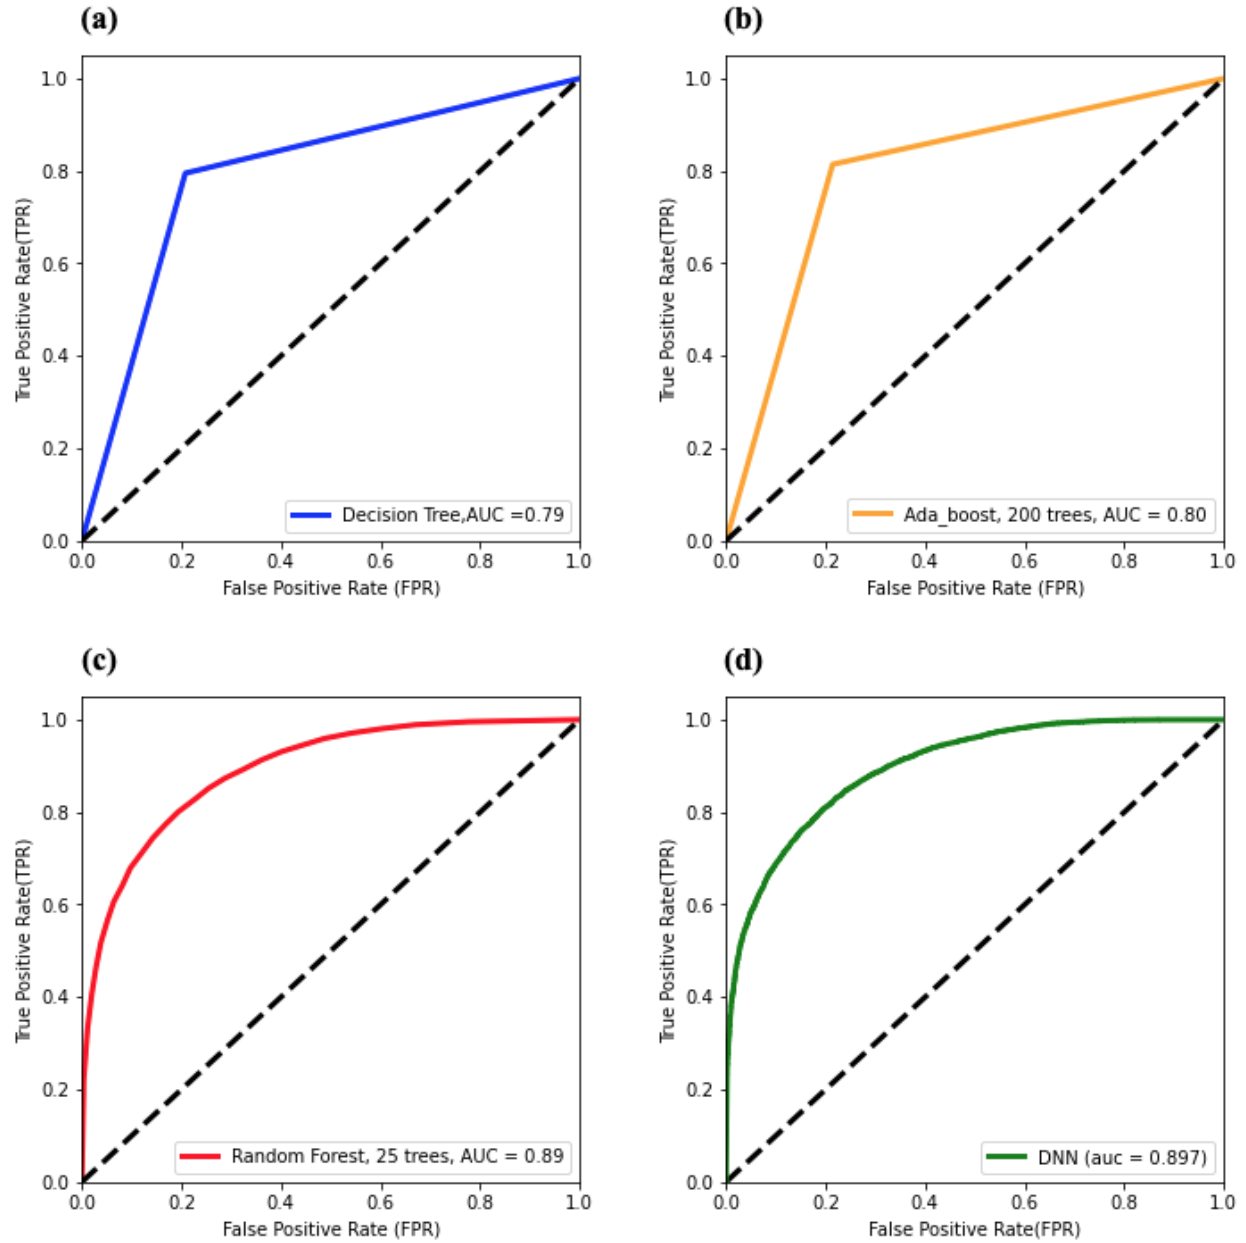 (a)
1.0
0.8
0.6
0.4
0.2
0.0
True Positive Rate(TPR)
Decision Tree,AUC =0.79
0.0 0.2 0.4 0.6 0.8 1.0
False Positive Rate (FPR)
(b)
1.0
0.8
0.6
0.4
0.2
0.0
True Positive Rate(TPR)
Ada_boost, 200 trees, AUC = 0.80
0.0 0.2 0.4 0.6 0.8 1.0
False Positive Rate (FPR)
(c)
1.0
0.8
0.6
0.4
0.2
0.0
True Positive Rate(TPR)
Random Forest, 25 trees, AUC = 0.89
0.0 0.2 0.4 0.6 0.8 1.0
False Positive Rate (FPR)
(d)
1.0
0.8
0.6
0.4
0.2
0.0
True Positive Rate(TPR)
DNN (auc = 0.897)
0.0 0.2 0.4 0.6 0.8 1.0
False Positive Rate(FPR)